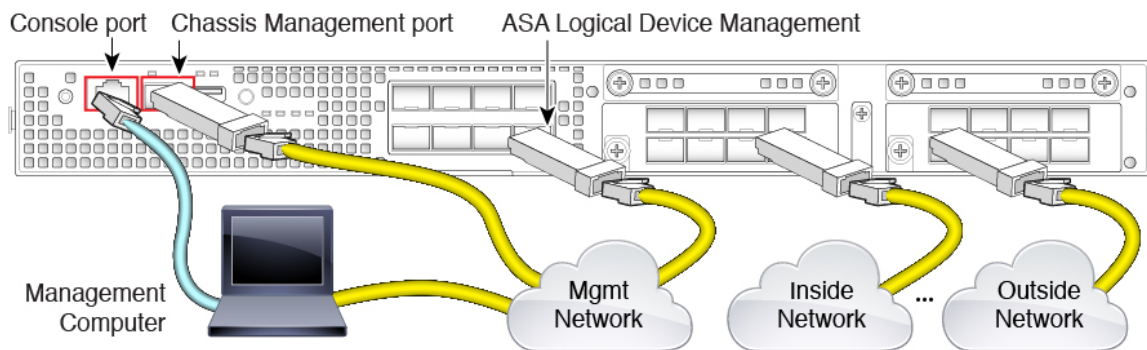 Console port
Chassis Management port
ASA Logical Device Management
Management
Computer
Mgmt
Network
Inside
Network
...
Outside
Network